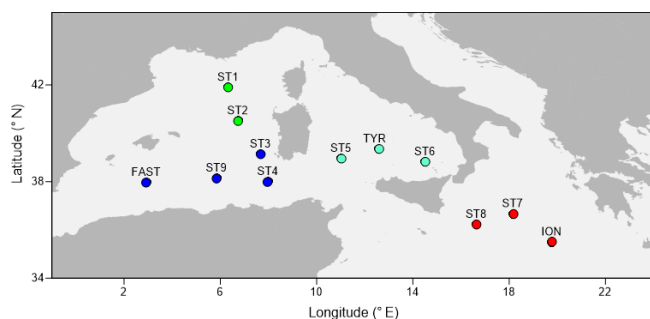 Latitude (°N)
42
38
34
ST1
ST2
ST3
TYR
ST5
ST6
FAST
ST9
ST4
ST7
ST8
ION
2
6
10
14
18
22
Longitude (°E)